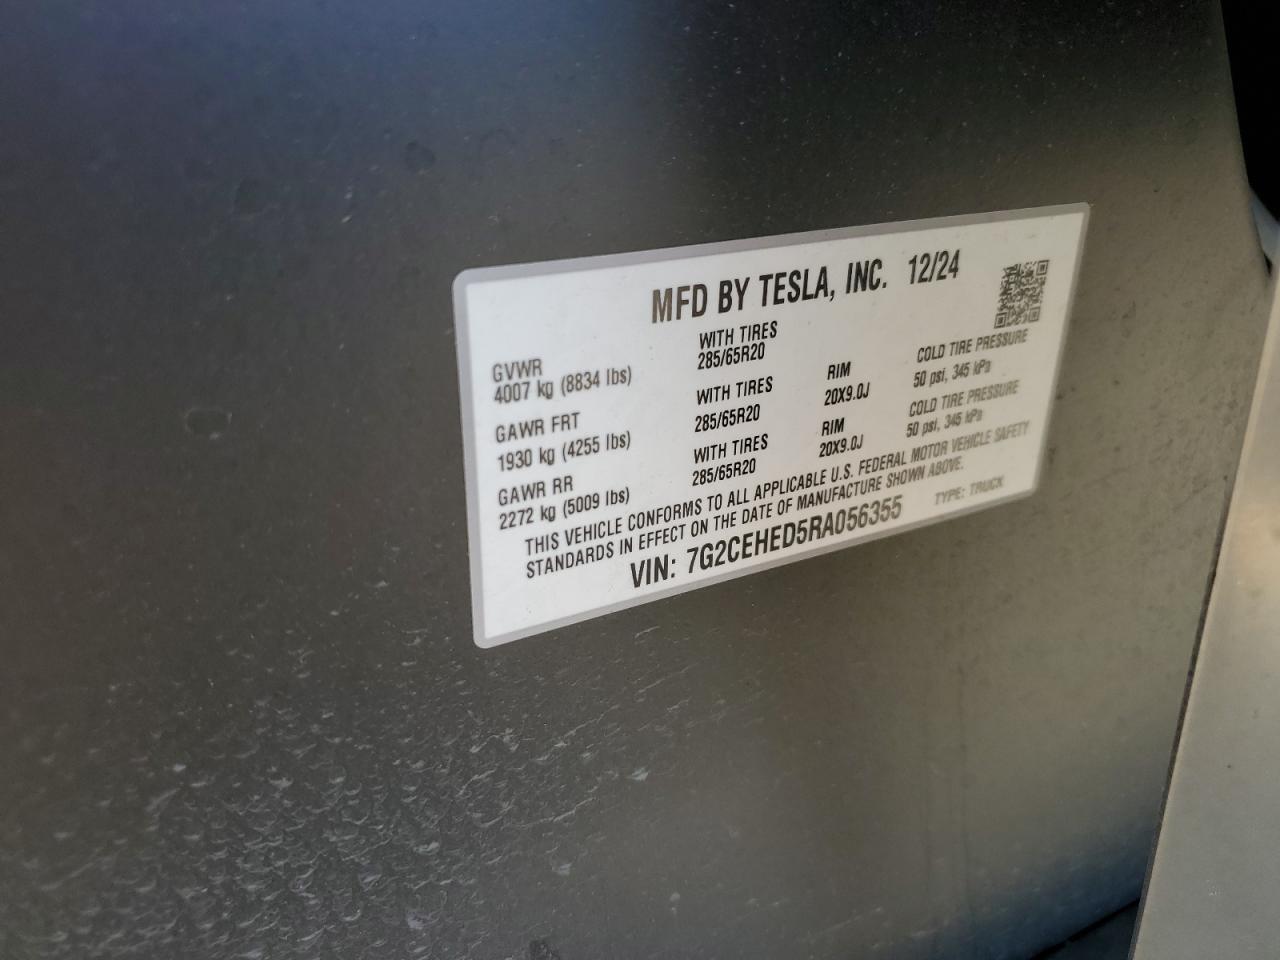 MFD BY TESLA, INC. 12/24
GVWR WITH TIRES
4007 kg (8834 lbs) 285/65R20
GAWR FRT WITH TIRES RIM COLD TIRE PRESSURE
1930 kg (4255 lbs) 285/65R20 20X9.0J 50 psi, 345 kPa
GAWR RR WITH TIRES RIM COLD TIRE PRESSURE
2272 kg (5009 lbs) 285/65R20 20X9.0J 50 psi, 345 kPa
THIS VEHICLE CONFORMS TO ALL APPLICABLE U.S. FEDERAL MOTOR VEHICLE SAFETY
STANDARDS IN EFFECT ON THE DATE OF MANUFACTURE SHOWN ABOVE.
VIN: 7G2CEHED5RA056355 TYPE: TRUCK